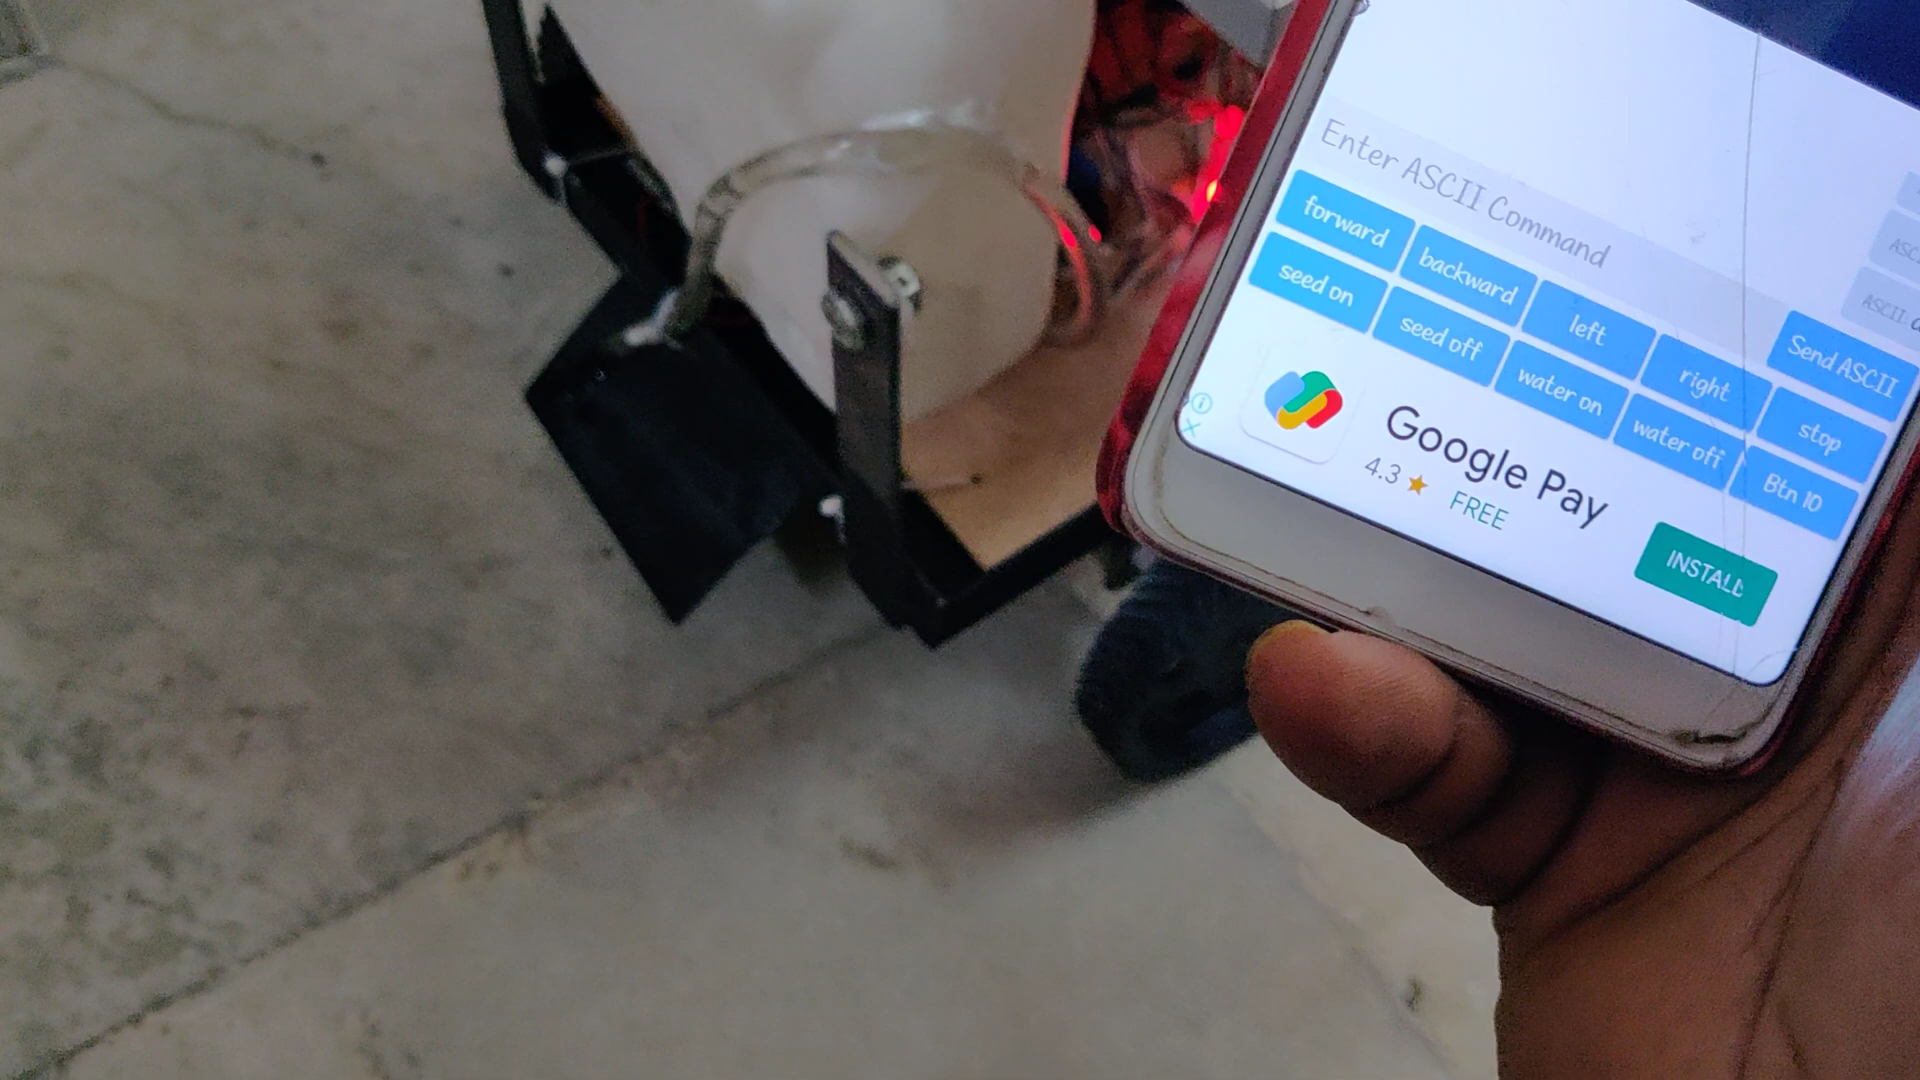 Enter ASCII Command
Send ASCII
forward
backward
left
right
stop
seed on
seed off
water on
water off
Btn 10
Google Pay
4.3 ★ FREE
INSTALL